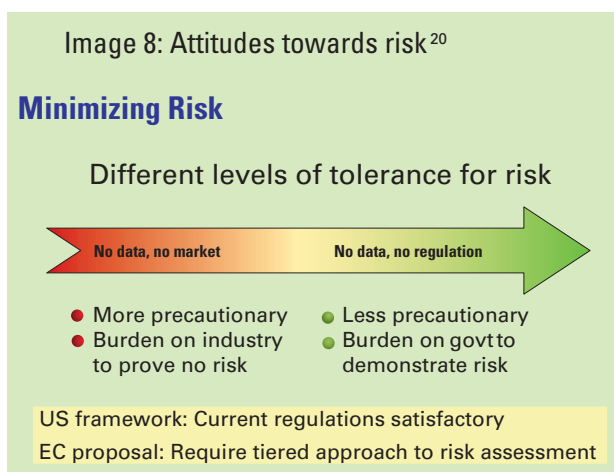 Image 8: Attitudes towards risk 20
Minimizing Risk
Different levels of tolerance for risk
No data, no market
No data, no regulation
More precautionary
Burden on industry
to prove no risk
Less precautionary
Burden on govt to
demonstrate risk
US framework: Current regulations satisfactory
EC proposal: Require tiered approach to risk assessment